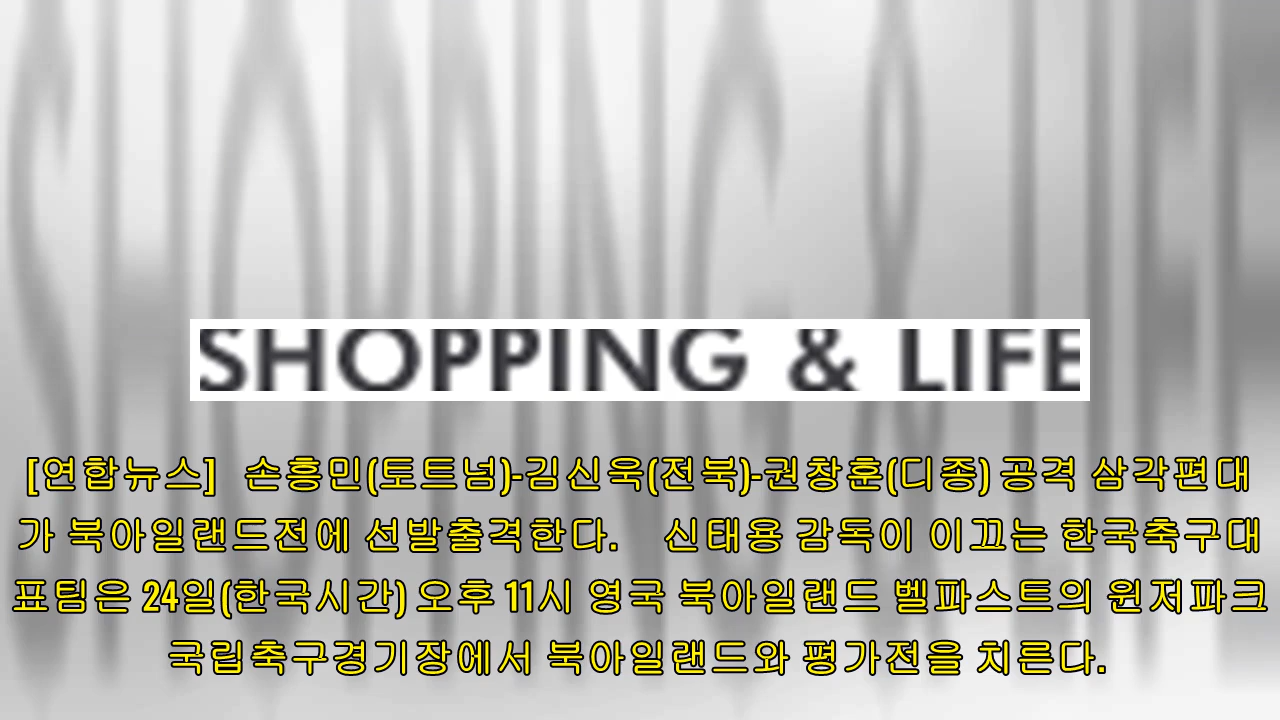 SHOPPING & LIFE
[연합뉴스] 손흥민(토트넘)-김신욱(전북)-권창훈(디종) 공격 삼각편대
가 북아일랜드전에 선발출격한다. 신태용 감독이 이끄는 한국축구대
표팀은 24일(한국시간) 오후 11시 영국 북아일랜드 벨파스트의 윈저파크
국립축구경기장에서 북아일랜드와 평가전을 치른다.